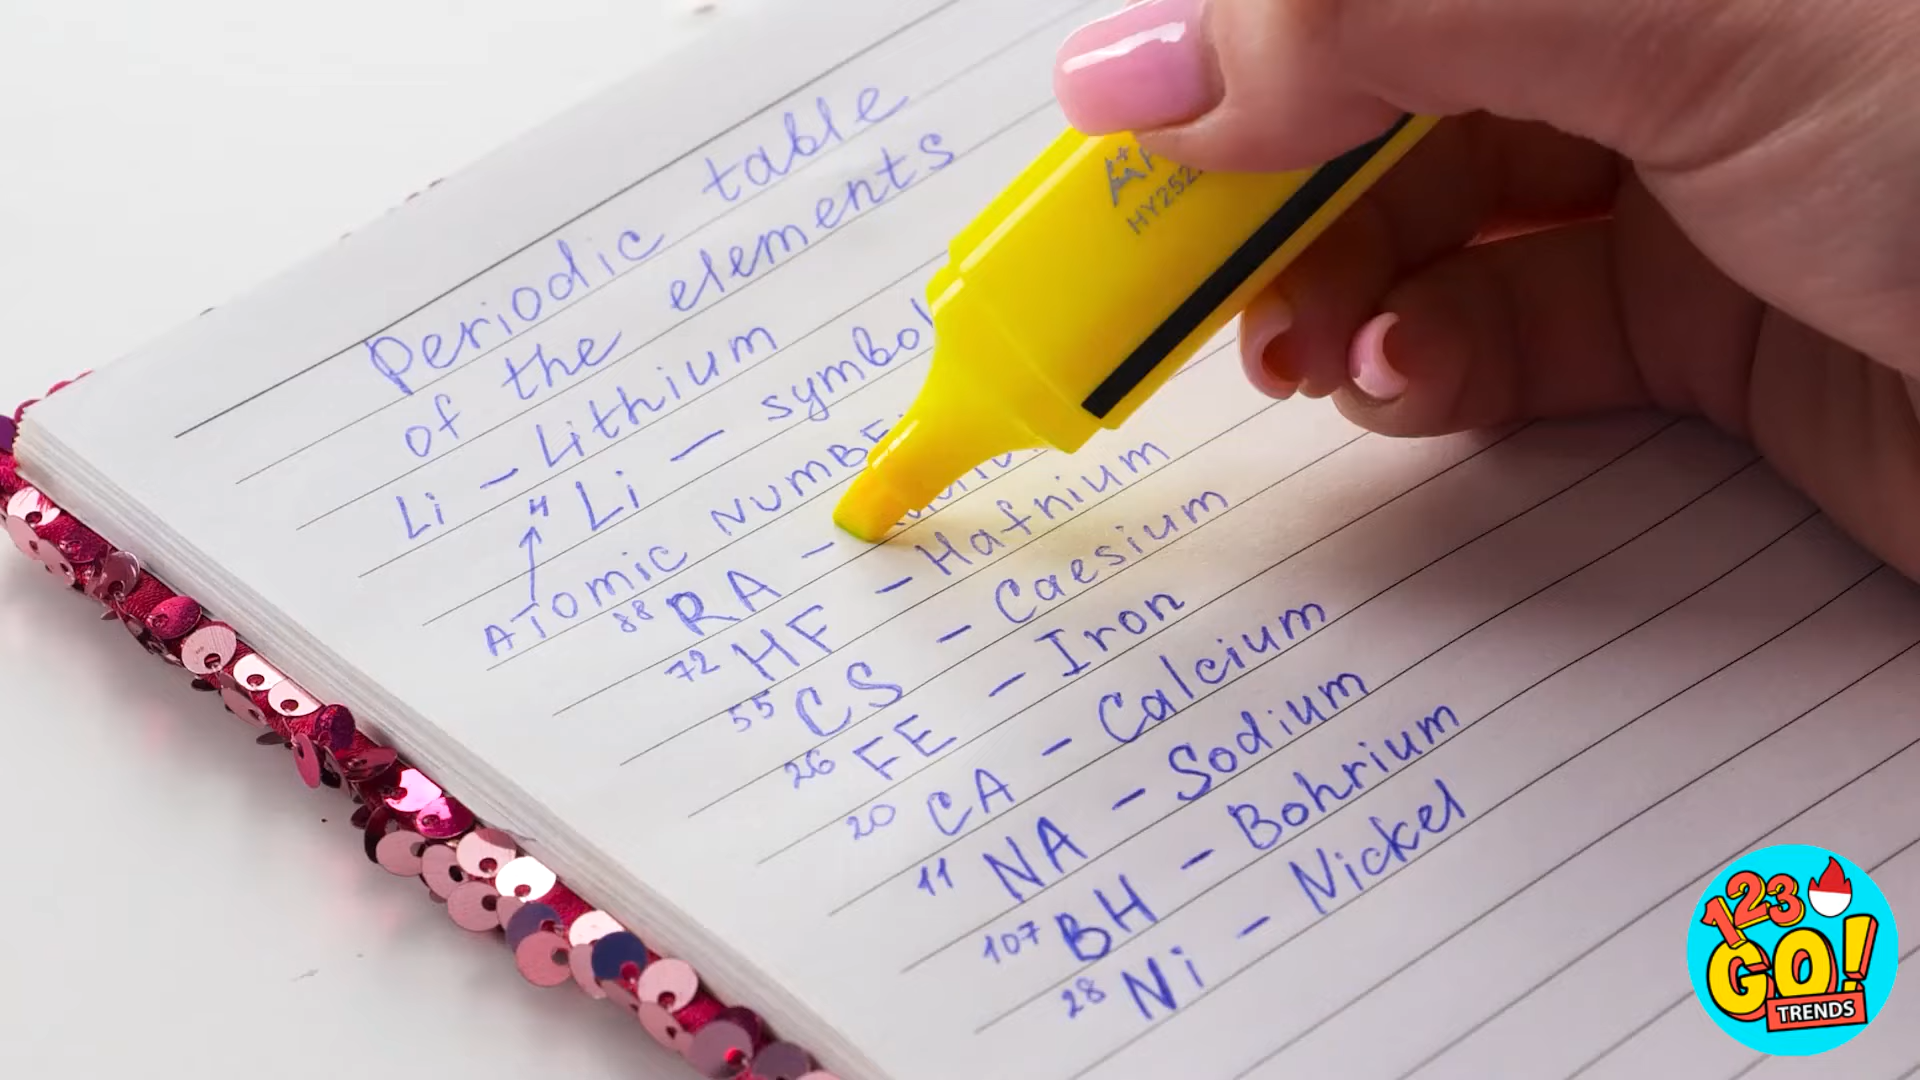 Periodic table
of the elements
Li - Lithium
4 Li - symbol
ATOMIC NUMBE
88 RA -
72 HF - Hafnium
55 CS - Caesium
26 FE - Iron
20 CA - Calcium
11 NA - Sodium
107 BH - Bohrium
28 Ni - Nickel
A+
HY252
123
GO!
TRENDS